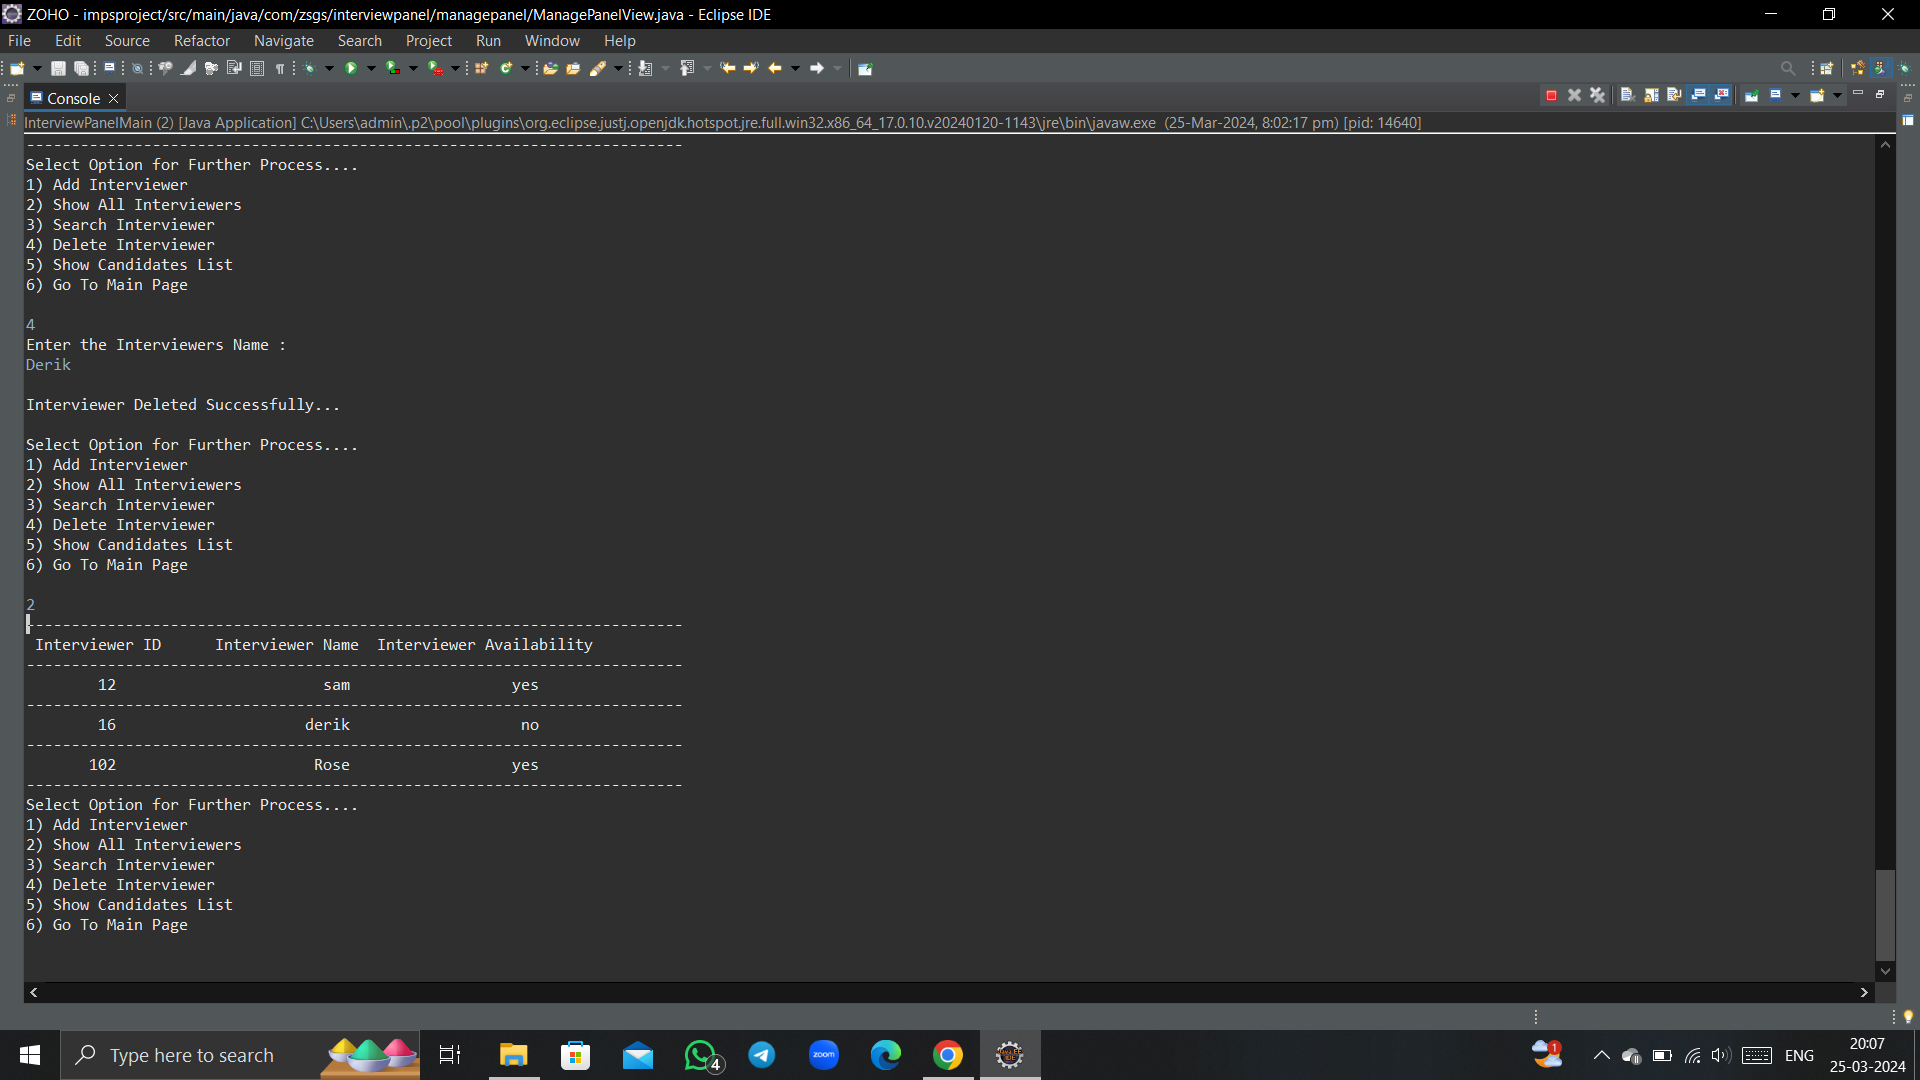 ZOHO - impsproject/src/main/java/com/zsgs/interviewpanel/managepanel/ManagePanelView.java - Eclipse IDE
File Edit Source Refactor Navigate Search Project Run Window Help
Console
InterviewPanelMain (2) [Java Application] C:\Users\admin\.p2\pool\plugins\org.eclipse.justj.openjdk.hotspot.jre.full.win32.x86_64_17.0.10.v20240120-1143\jre\bin\javaw.exe (25-Mar-2024, 8:02:17 pm) [pid: 14640]
-------------------------------------------------------------------------
Select Option for Further Process....
1) Add Interviewer
2) Show All Interviewers
3) Search Interviewer
4) Delete Interviewer
5) Show Candidates List
6) Go To Main Page
4
Enter the Interviewers Name :
Derik
Interviewer Deleted Successfully...
Select Option for Further Process....
1) Add Interviewer
2) Show All Interviewers
3) Search Interviewer
4) Delete Interviewer
5) Show Candidates List
6) Go To Main Page
2
-------------------------------------------------------------------------
Interviewer ID Interviewer Name Interviewer Availability
-------------------------------------------------------------------------
12 sam yes
-------------------------------------------------------------------------
16 derik no
-------------------------------------------------------------------------
102 Rose yes
-------------------------------------------------------------------------
Select Option for Further Process....
1) Add Interviewer
2) Show All Interviewers
3) Search Interviewer
4) Delete Interviewer
5) Show Candidates List
6) Go To Main Page
Type here to search
4
zoom
1
ENG
20:07
25-03-2024